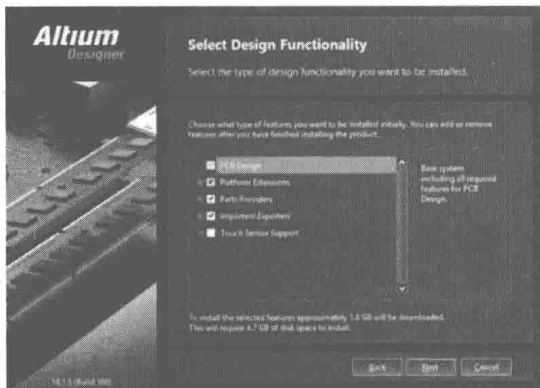 Altium
Designer
Select Design Functionality
Select the type of design functionality you want to be installed.
Choose what type of features you want to be installed initially. You can add or remove
features after you have finished installing the product.
PCB Design
Platform Extensions
Parts Providers
Importers\Exporters
Touch Sensor Support
Base system
including all required
features for PCB
Design.
To install the selected features approximately 1.8 GB will be downloaded.
This will require 4.7 GB of disk space to install.
Back
Next
Cancel